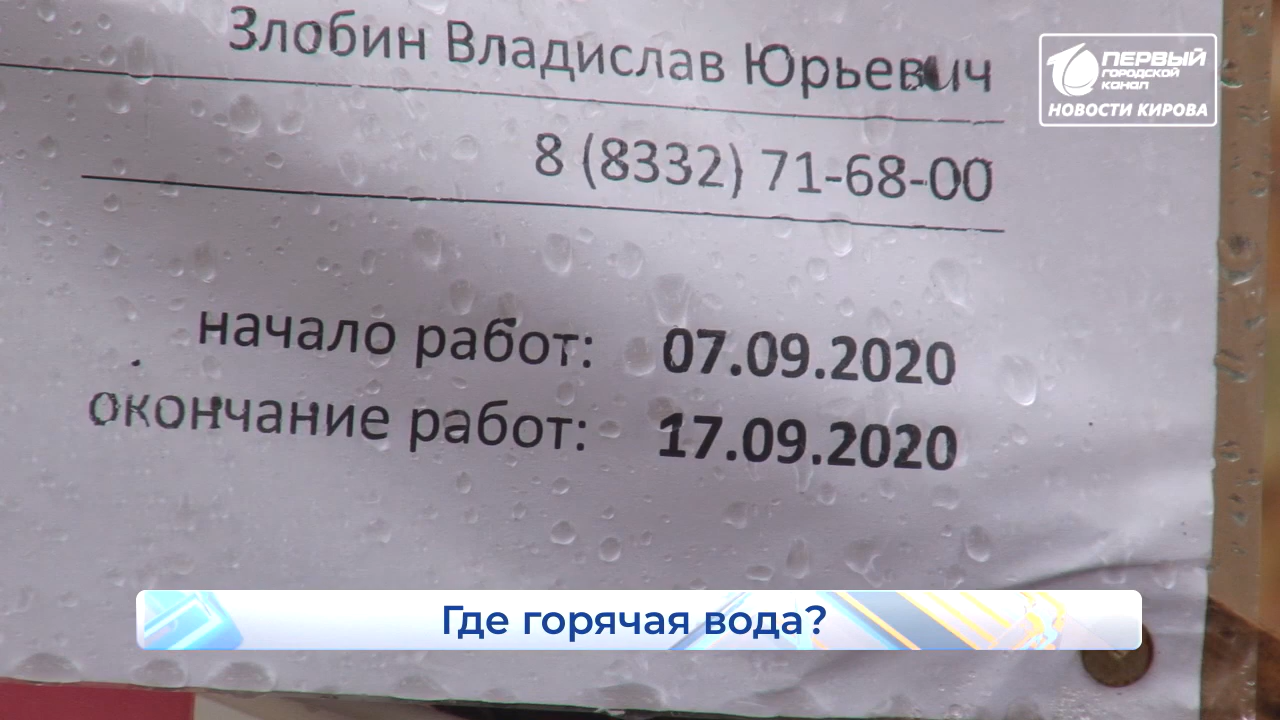 Злобин Владислав Юрьевич
8 (8332) 71-68-00
начало работ: 07.09.2020
окончание работ: 17.09.2020
ПЕРВЫЙ
ГОРОДСКОЙ
КАНАЛ
НОВОСТИ КИРОВА
Где горячая вода?